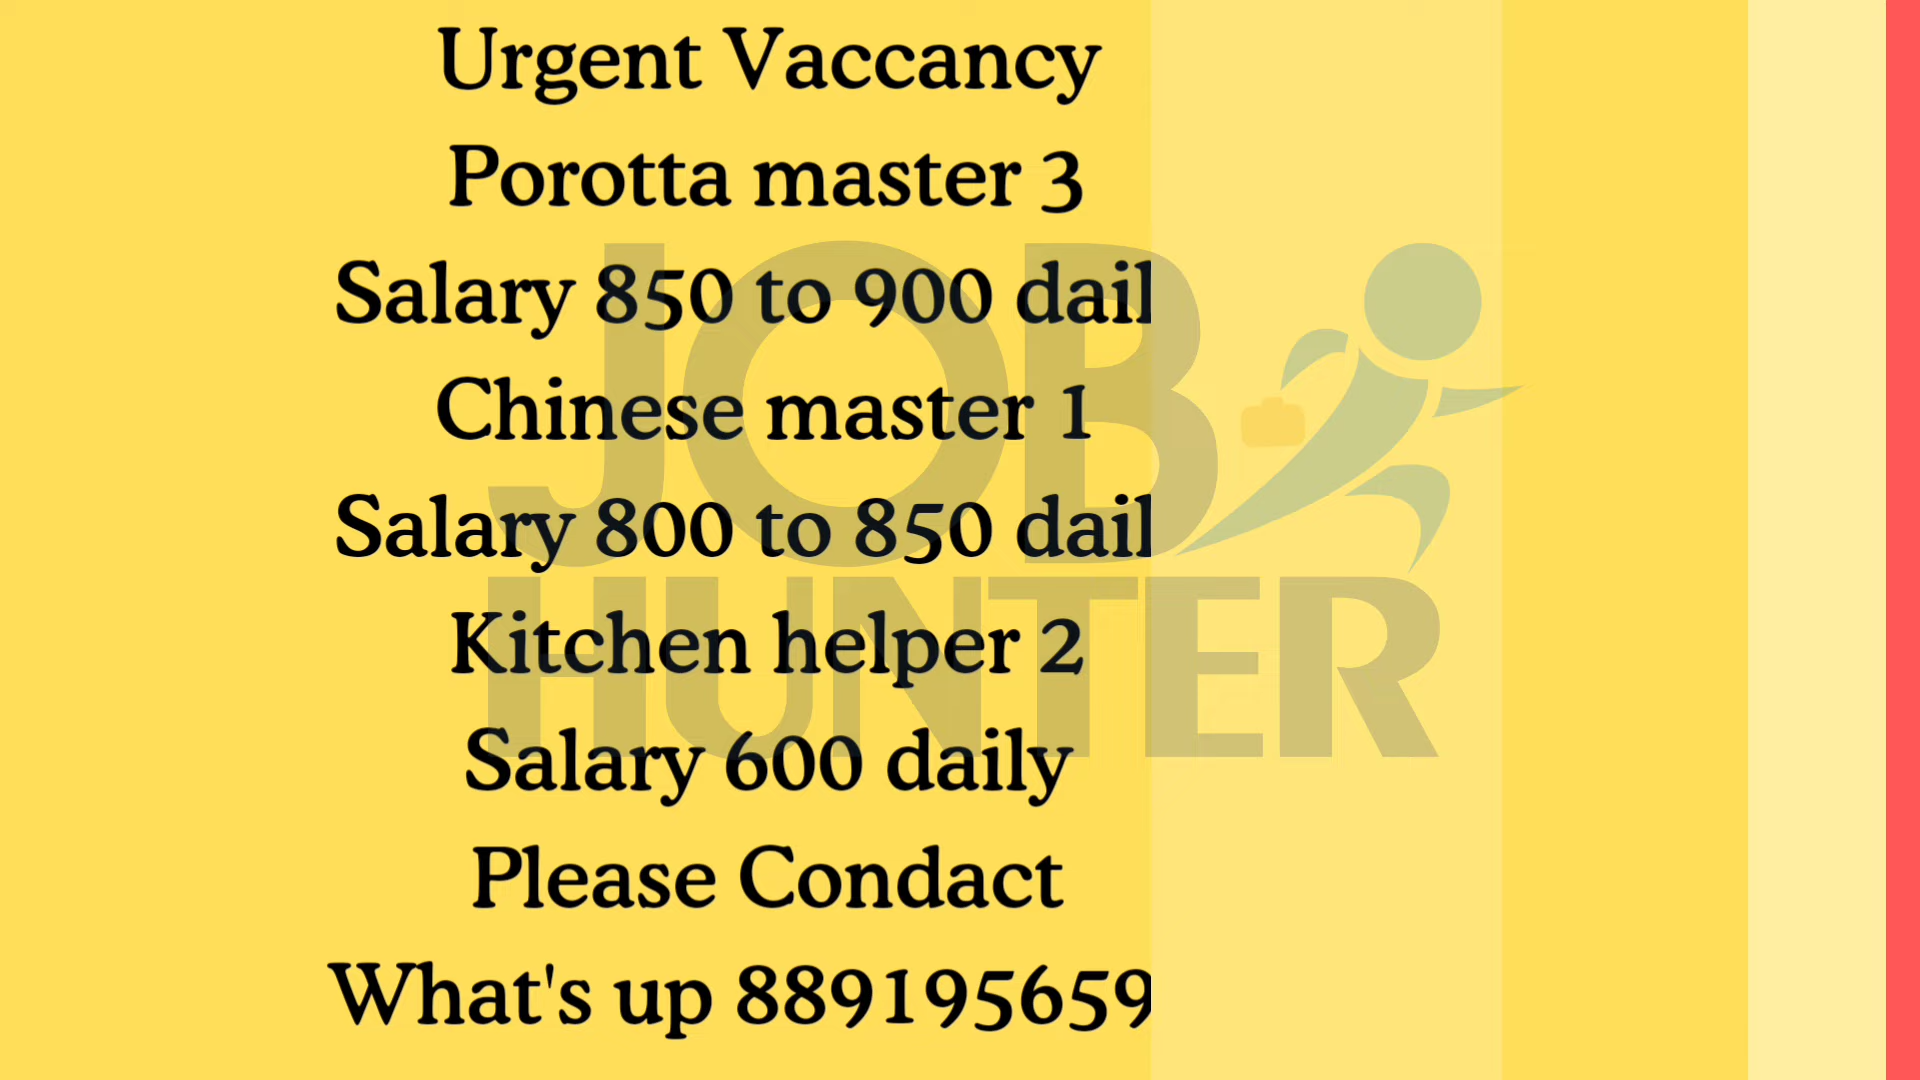 Urgent Vaccancy
Porotta master 3
Salary 850 to 900 dail
Chinese master 1
Salary 800 to 850 dail
Kitchen helper 2
Salary 600 daily
Please Condact
What's up 889195659
JOB
HUNTER